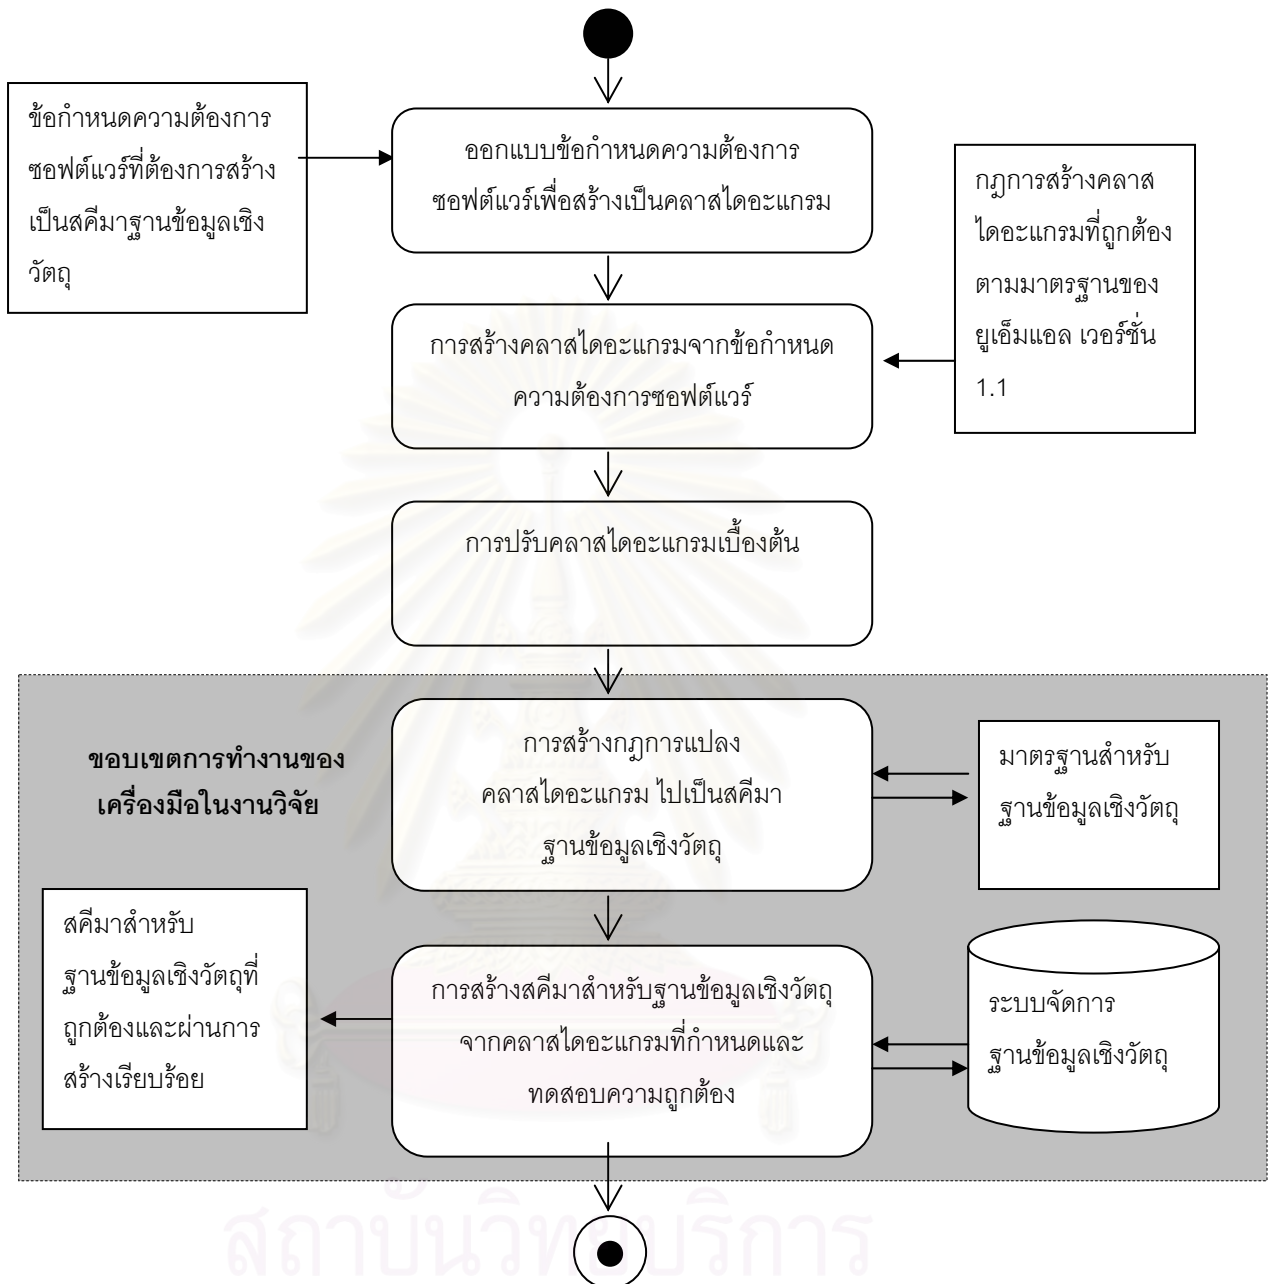 ข้อกำหนดความต้องการ
ซอฟต์แวร์ที่ต้องการสร้าง
เป็นสคีมาฐานข้อมูลเชิง
วัตถุ
ออกแบบข้อกำหนดความต้องการ
ซอฟต์แวร์เพื่อสร้างเป็นคลาสไดอะแกรม
กฎการสร้างคลาส
ไดอะแกรมที่ถูกต้อง
ตามมาตรฐานของ
ยูเอ็มแอล เวอร์ชั่น
1.1
การสร้างคลาสไดอะแกรมจากข้อกำหนด
ความต้องการซอฟต์แวร์
การปรับคลาสไดอะแกรมเบื้องต้น
ขอบเขตการทำงานของ
เครื่องมือในงานวิจัย
การสร้างกฎการแปลง
คลาสไดอะแกรม ไปเป็นสคีมา
ฐานข้อมูลเชิงวัตถุ
มาตรฐานสำหรับ
ฐานข้อมูลเชิงวัตถุ
สคีมาสำหรับ
ฐานข้อมูลเชิงวัตถุที่
ถูกต้องและผ่านการ
สร้างเรียบร้อย
การสร้างสคีมาสำหรับฐานข้อมูลเชิงวัตถุ
จากคลาสไดอะแกรมที่กำหนดและ
ทดสอบความถูกต้อง
ระบบจัดการ
ฐานข้อมูลเชิงวัตถุ
สถาบันวิทยบริการ